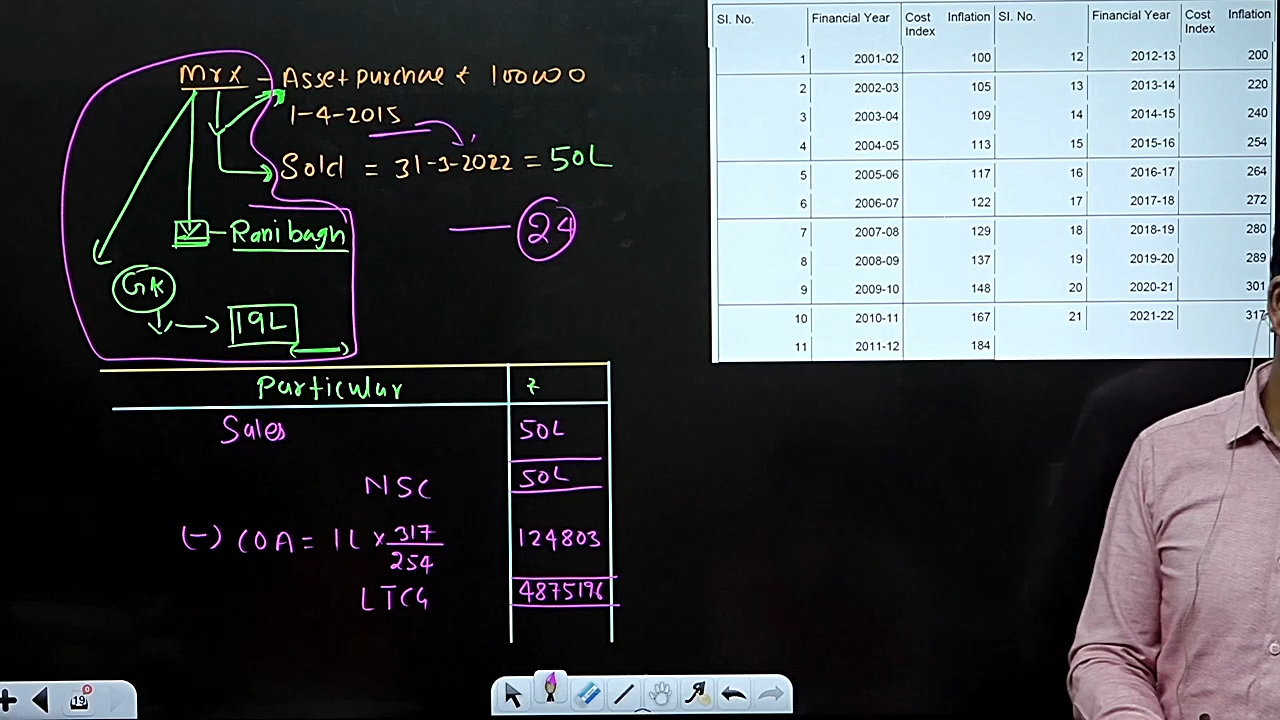 Mr X - Asset purchase ₹ 100000
1-4-2015
Sold = 31-3-2022 = 50L
Rani bagh
24
GK
19L
Particular ₹
Sales 50L
NSC 50L
(-) COA = 1L × 317/254 124803
LTCG 4875196
Sl. No. Financial Year Cost Inflation Index Sl. No. Financial Year Cost Inflation Index
1 2001-02 100 12 2012-13 200
2 2002-03 105 13 2013-14 220
3 2003-04 109 14 2014-15 240
4 2004-05 113 15 2015-16 254
5 2005-06 117 16 2016-17 264
6 2006-07 122 17 2017-18 272
7 2007-08 129 18 2018-19 280
8 2008-09 137 19 2019-20 289
9 2009-10 148 20 2020-21 301
10 2010-11 167 21 2021-22 317
11 2011-12 184
19
0